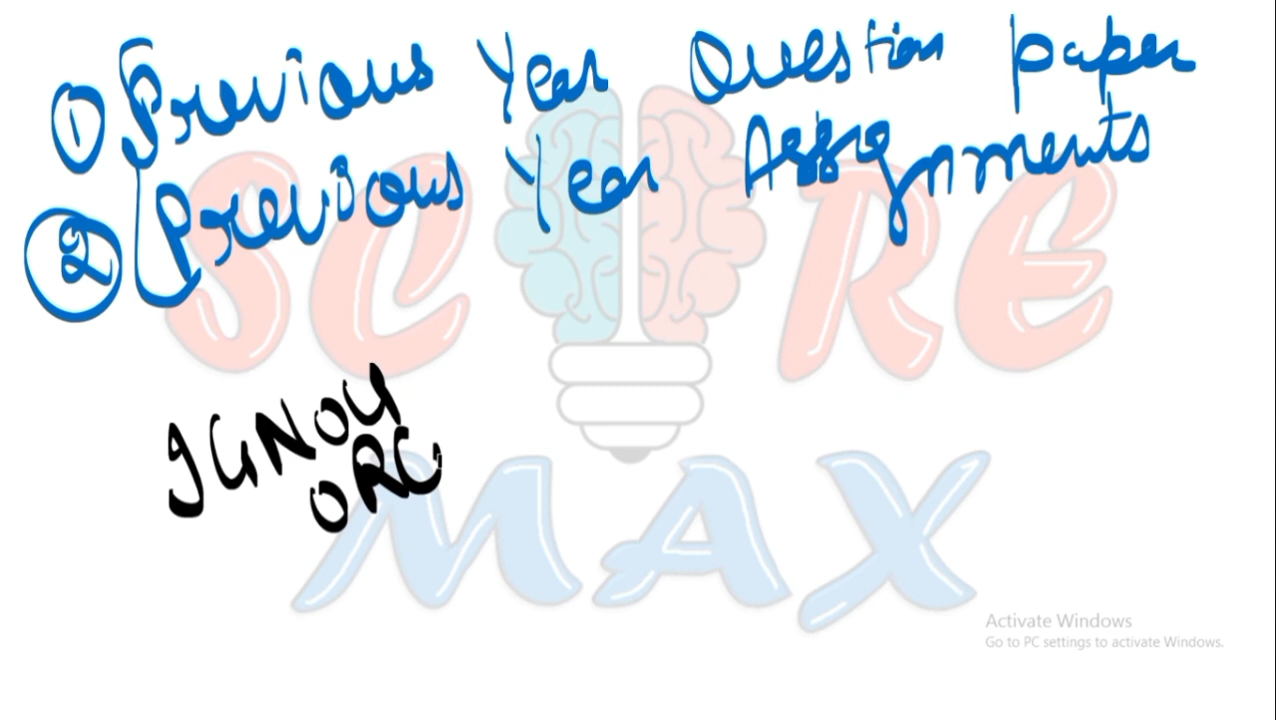 ① Previous Year Question paper
② Previous Year Assignments
IGNOU
ORG
SCORE
MAX
Activate Windows
Go to PC settings to activate Windows.